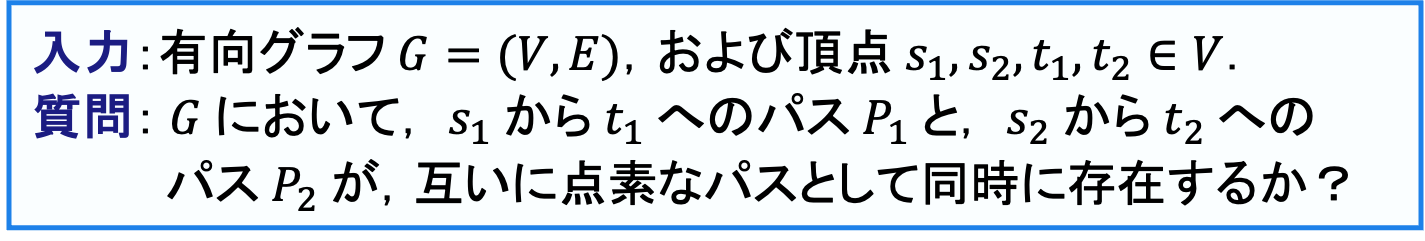 入力：有向グラフ G = (V, E)，および頂点 s₁, s₂, t₁, t₂ ∈ V．
質問：G において， s₁ から t₁ へのパス P₁ と， s₂ から t₂ への
パス P₂ が，互いに点素なパスとして同時に存在するか？